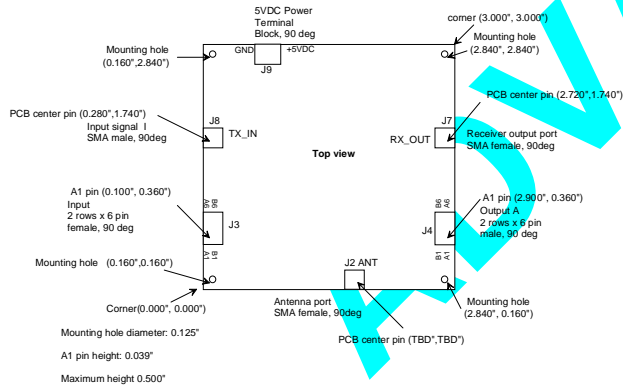 5VDC Power
Terminal
Block, 90 deg
corner (3.000", 3.000")
Mounting hole
(0.160",2.840")
GND
+5VDC
J9
Mounting hole
(2.840", 2.840")
PCB center pin (0.280",1.740")
Input signal I
SMA male, 90deg
J8
TX_IN
PCB center pin (2.720",1.740")
J7
RX_OUT
Receiver output port
SMA female, 90deg
Top view
A1 pin (0.100", 0.360")
Input
2 rows x 6 pin
female, 90 deg
A6
B6
J3
A1
B1
A1 pin (2.900", 0.360")
Output A
2 rows x 6 pin
male, 90 deg
B6
A6
J4
B1
A1
Mounting hole (0.160",0.160")
J2 ANT
Corner(0.000", 0.000")
Antenna port
SMA female, 90deg
Mounting hole
(2.840", 0.160")
Mounting hole diameter: 0.125"
PCB center pin (TBD",TBD")
A1 pin height: 0.039"
Maximum height 0.500"